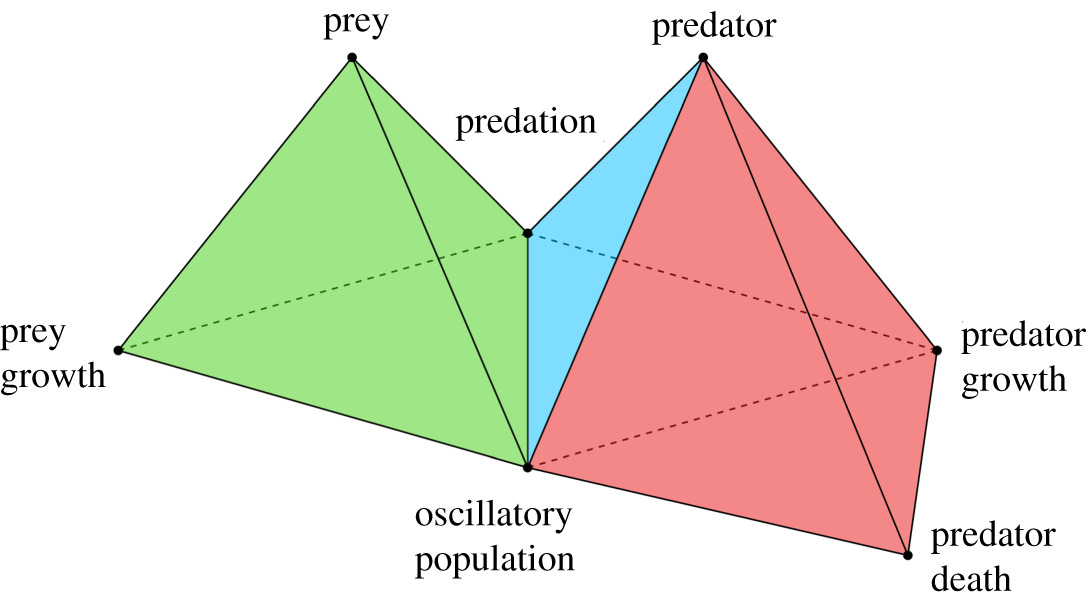 prey
predator
predation
prey
growth
predator
growth
oscillatory
population
predator
death